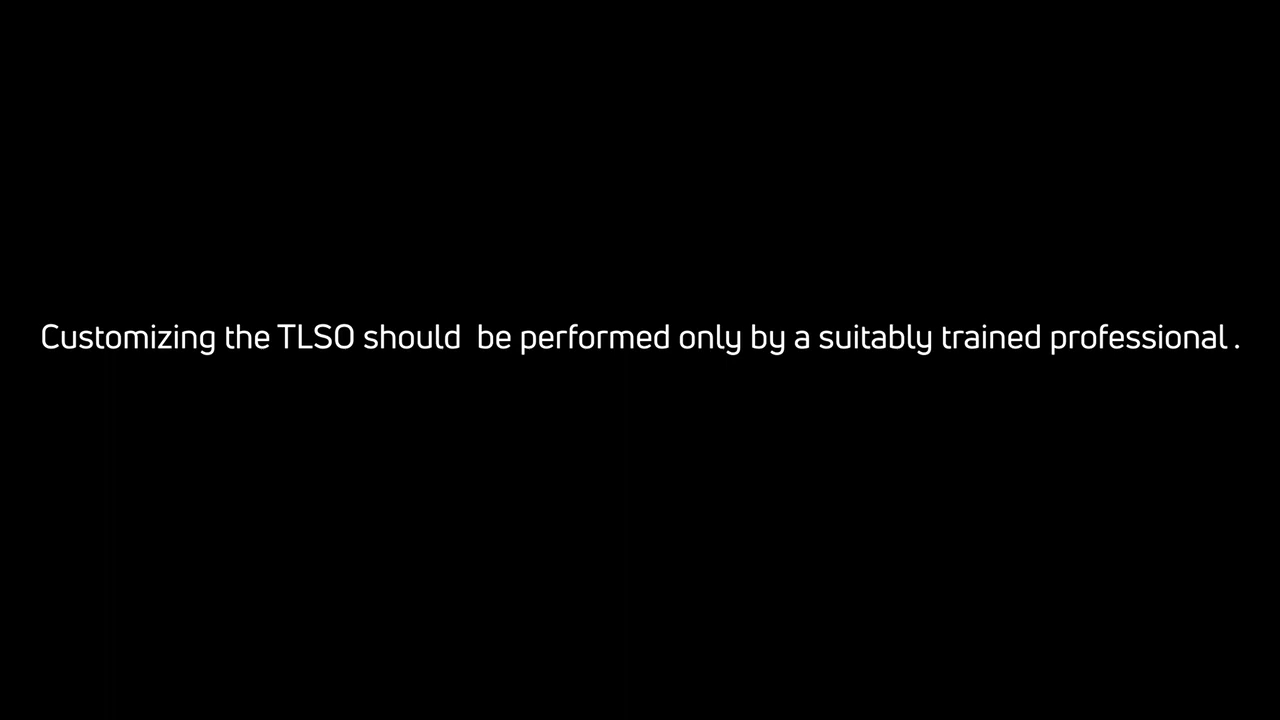 Customizing the TLSO should  be performed only by a suitably trained professional .